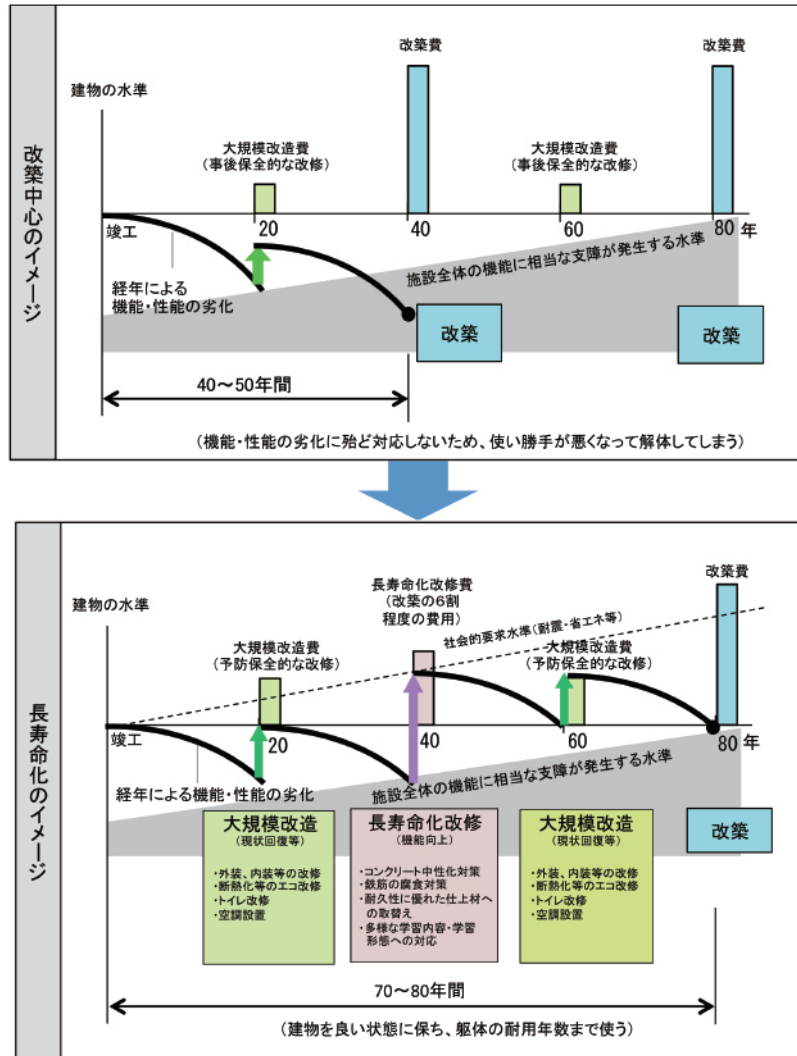 改築中心のイメージ
改築費
改築費
建物の水準
大規模改造費
(事後保全的な改修)
大規模改造費
(事後保全的な改修)
竣工
20
40
60
80 年
経年による
機能・性能の劣化
施設全体の機能に相当な支障が発生する水準
改築
改築
40～50年間
(機能・性能の劣化に殆ど対応しないため、使い勝手が悪くなって解体してしまう)
長寿命化のイメージ
改築費
長寿命化改修費
(改築の6割
程度の費用)
建物の水準
社会的要求水準(耐震・省エネ等)
大規模改造費
(予防保全的な改修)
大規模改造費
(予防保全的な改修)
竣工
20
40
60
80 年
経年による機能・性能の劣化
施設全体の機能に相当な支障が発生する水準
大規模改造
(現状回復等)
・外装、内装等の改修
・断熱化等のエコ改修
・トイレ改修
・空調設置
長寿命化改修
(機能向上)
・コンクリート中性化対策
・鉄筋の腐食対策
・耐久性に優れた仕上材へ
の取替え
・多様な学習内容・学習
形態への対応
大規模改造
(現状回復等)
・外装、内装等の改修
・断熱化等のエコ改修
・トイレ改修
・空調設置
改築
70～80年間
(建物を良い状態に保ち、躯体の耐用年数まで使う)